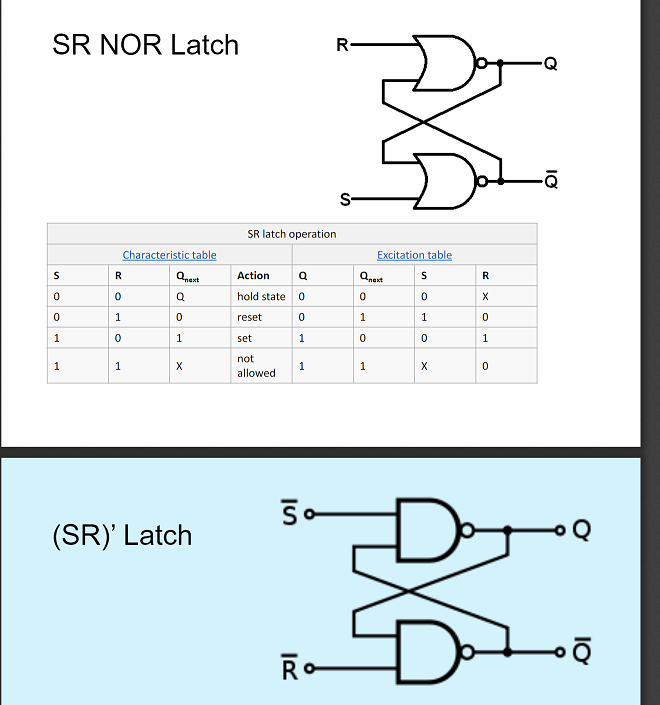 SR NOR Latch
R
Q
Q̅
S
SR latch operation
Characteristic table Excitation table
S R Qnext Action Q Qnext S R
0 0 Q hold state 0 0 0 X
0 1 0 reset 0 1 1 0
1 0 1 set 1 0 0 1
1 1 X not allowed 1 1 X 0
S̅
Q
(SR)' Latch
R̅
Q̅